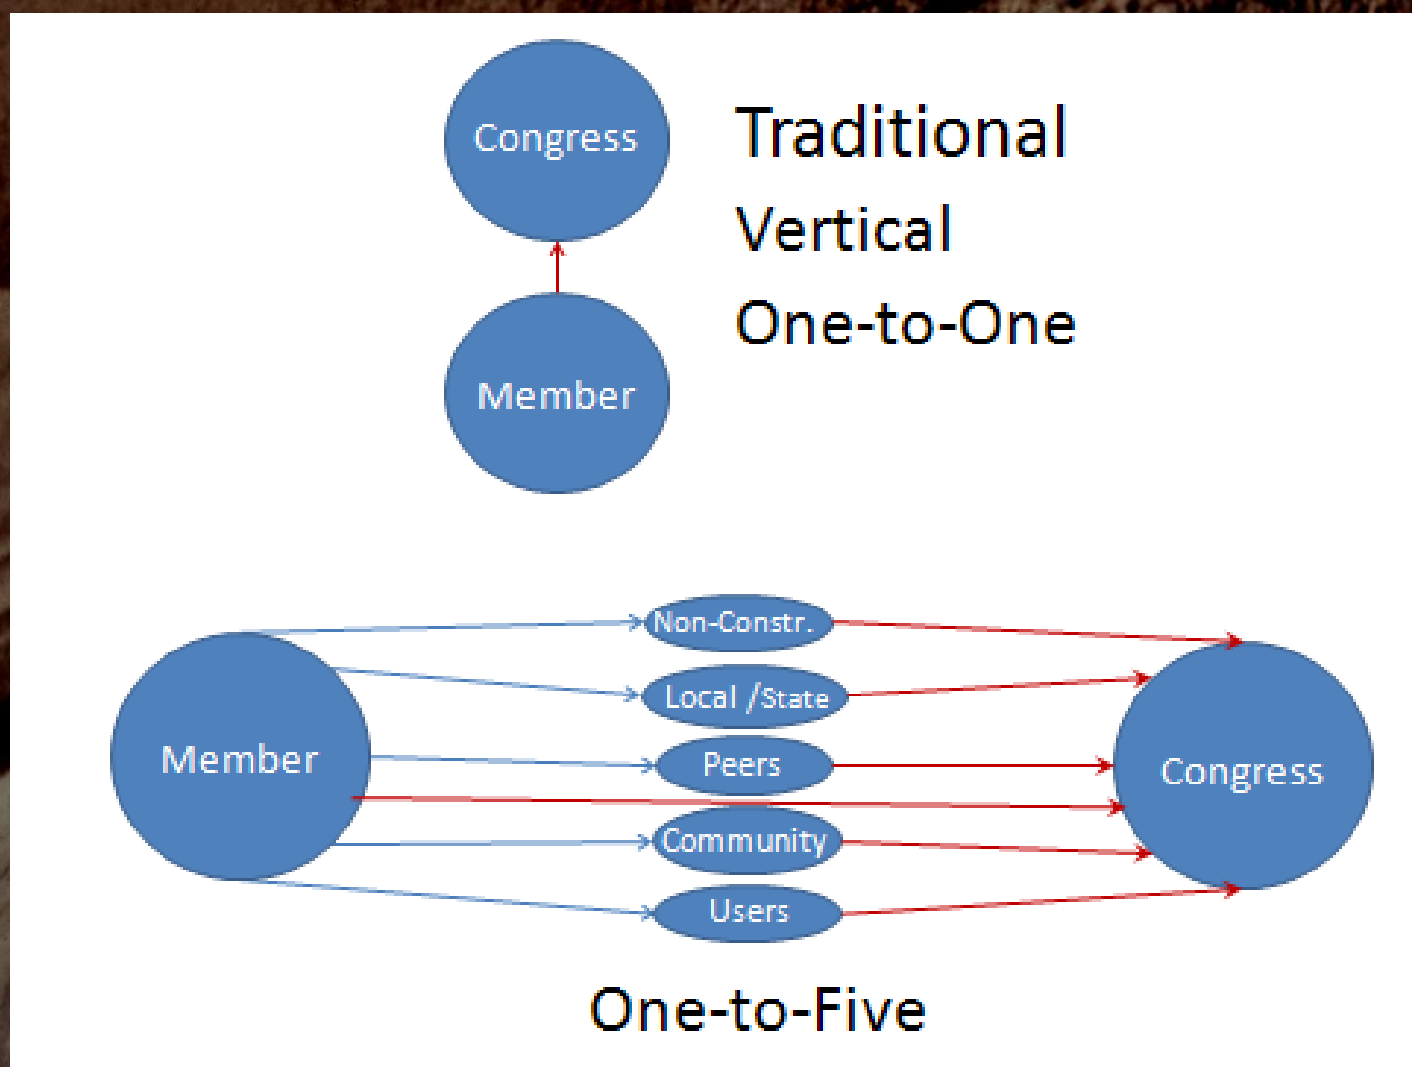 Congress
Traditional
Vertical
One-to-One
Member
Non-Constr.
Local /State
Member
Peers
Congress
Community
Users
One-to-Five